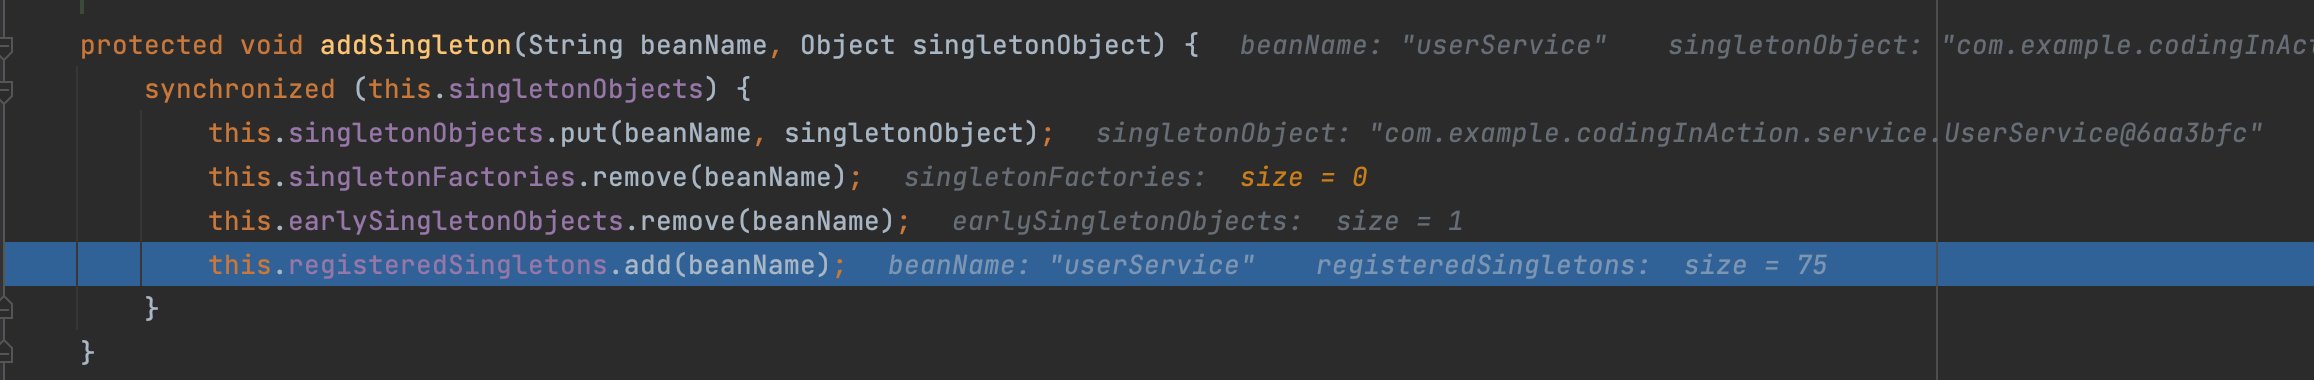 protected void addSingleton(String beanName, Object singletonObject) { beanName: "userService" singletonObject: "com.example.codingInAct
synchronized (this.singletonObjects) {
this.singletonObjects.put(beanName, singletonObject); singletonObject: "com.example.codingInAction.service.UserService@6aa3bfc"
this.singletonFactories.remove(beanName); singletonFactories: size = 0
this.earlySingletonObjects.remove(beanName); earlySingletonObjects: size = 1
this.registeredSingletons.add(beanName); beanName: "userService" registeredSingletons: size = 75
}
}